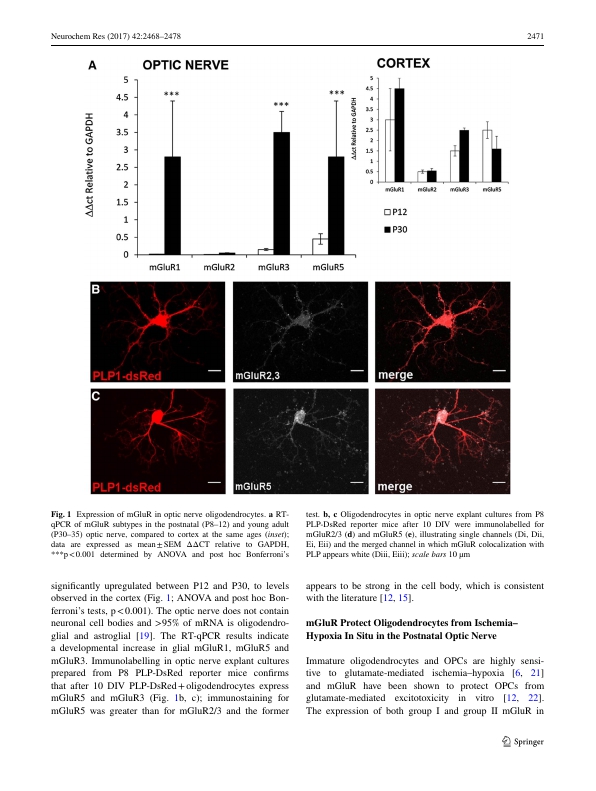 Neurochem Res (2017) 42:2468–2478
2471
A
OPTIC NERVE
ΔΔct Relative to GAPDH
5
4.5
4
3.5
3
2.5
2
1.5
1
0.5
0
***
***
***
mGluR1
mGluR2
mGluR3
mGluR5
CORTEX
ΔΔct Relative to GAPDH
5
4.5
4
3.5
3
2.5
2
1.5
1
0.5
0
mGluR1
mGluR2
mGluR3
mGluR5
P12
P30
B
PLP1-dsRed
mGluR2,3
merge
C
PLP1-dsRed
mGluR5
merge
Fig. 1 Expression of mGluR in optic nerve oligodendrocytes. a RT-
qPCR of mGluR subtypes in the postnatal (P8–12) and young adult
(P30–35) optic nerve, compared to cortex at the same ages (inset);
data are expressed as mean ± SEM ΔΔCT relative to GAPDH,
***p < 0.001 determined by ANOVA and post hoc Bonferroni's
test. b, c Oligodendrocytes in optic nerve explant cultures from P8
PLP-DsRed reporter mice after 10 DIV were immunolabelled for
mGluR2/3 (d) and mGluR5 (e), illustrating single channels (Di, Dii,
Ei, Eii) and the merged channel in which mGluR colocalization with
PLP appears white (Diii, Eiii); scale bars 10 μm
significantly upregulated between P12 and P30, to levels
observed in the cortex (Fig. 1; ANOVA and post hoc Bon-
ferroni's tests, p < 0.001). The optic nerve does not contain
neuronal cell bodies and >95% of mRNA is oligodendro-
glial and astroglial [19]. The RT-qPCR results indicate
a developmental increase in glial mGluR1, mGluR5 and
mGluR3. Immunolabelling in optic nerve explant cultures
prepared from P8 PLP-DsRed reporter mice confirms
that after 10 DIV PLP-DsRed + oligodendrocytes express
mGluR5 and mGluR3 (Fig. 1b, c); immunostaining for
mGluR5 was greater than for mGluR2/3 and the former
appears to be strong in the cell body, which is consistent
with the literature [12, 15].
mGluR Protect Oligodendrocytes from Ischemia–
Hypoxia In Situ in the Postnatal Optic Nerve
Immature oligodendrocytes and OPCs are highly sensi-
tive to glutamate-mediated ischemia–hypoxia [6, 21]
and mGluR have been shown to protect OPCs from
glutamate-mediated excitotoxicity in vitro [12, 22].
The expression of both group I and group II mGluR in
Springer